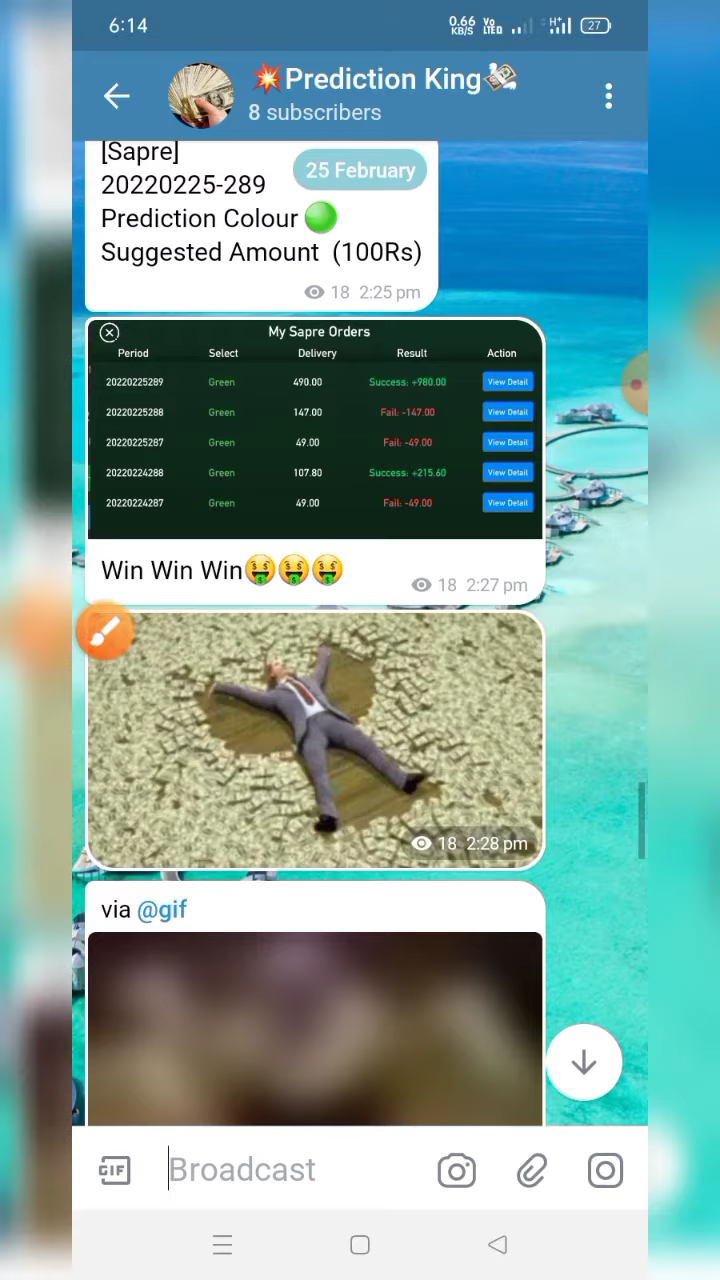 6:14
0.66 KB/S
Vo LTED
H+
27
💥Prediction King💸
8 subscribers
[Sapre]
25 February
20220225-289
Prediction Colour 🟢
Suggested Amount (100Rs)
18 2:25 pm
My Sapre Orders
Period Select Delivery Result Action
20220225289 Green 490.00 Success: +980.00 View Detail
20220225288 Green 147.00 Fail: -147.00 View Detail
20220225287 Green 49.00 Fail: -49.00 View Detail
20220224288 Green 107.80 Success: +215.60 View Detail
20220224287 Green 49.00 Fail: -49.00 View Detail
Win Win Win🤑🤑🤑
18 2:27 pm
18 2:28 pm
via @gif
GIF
Broadcast